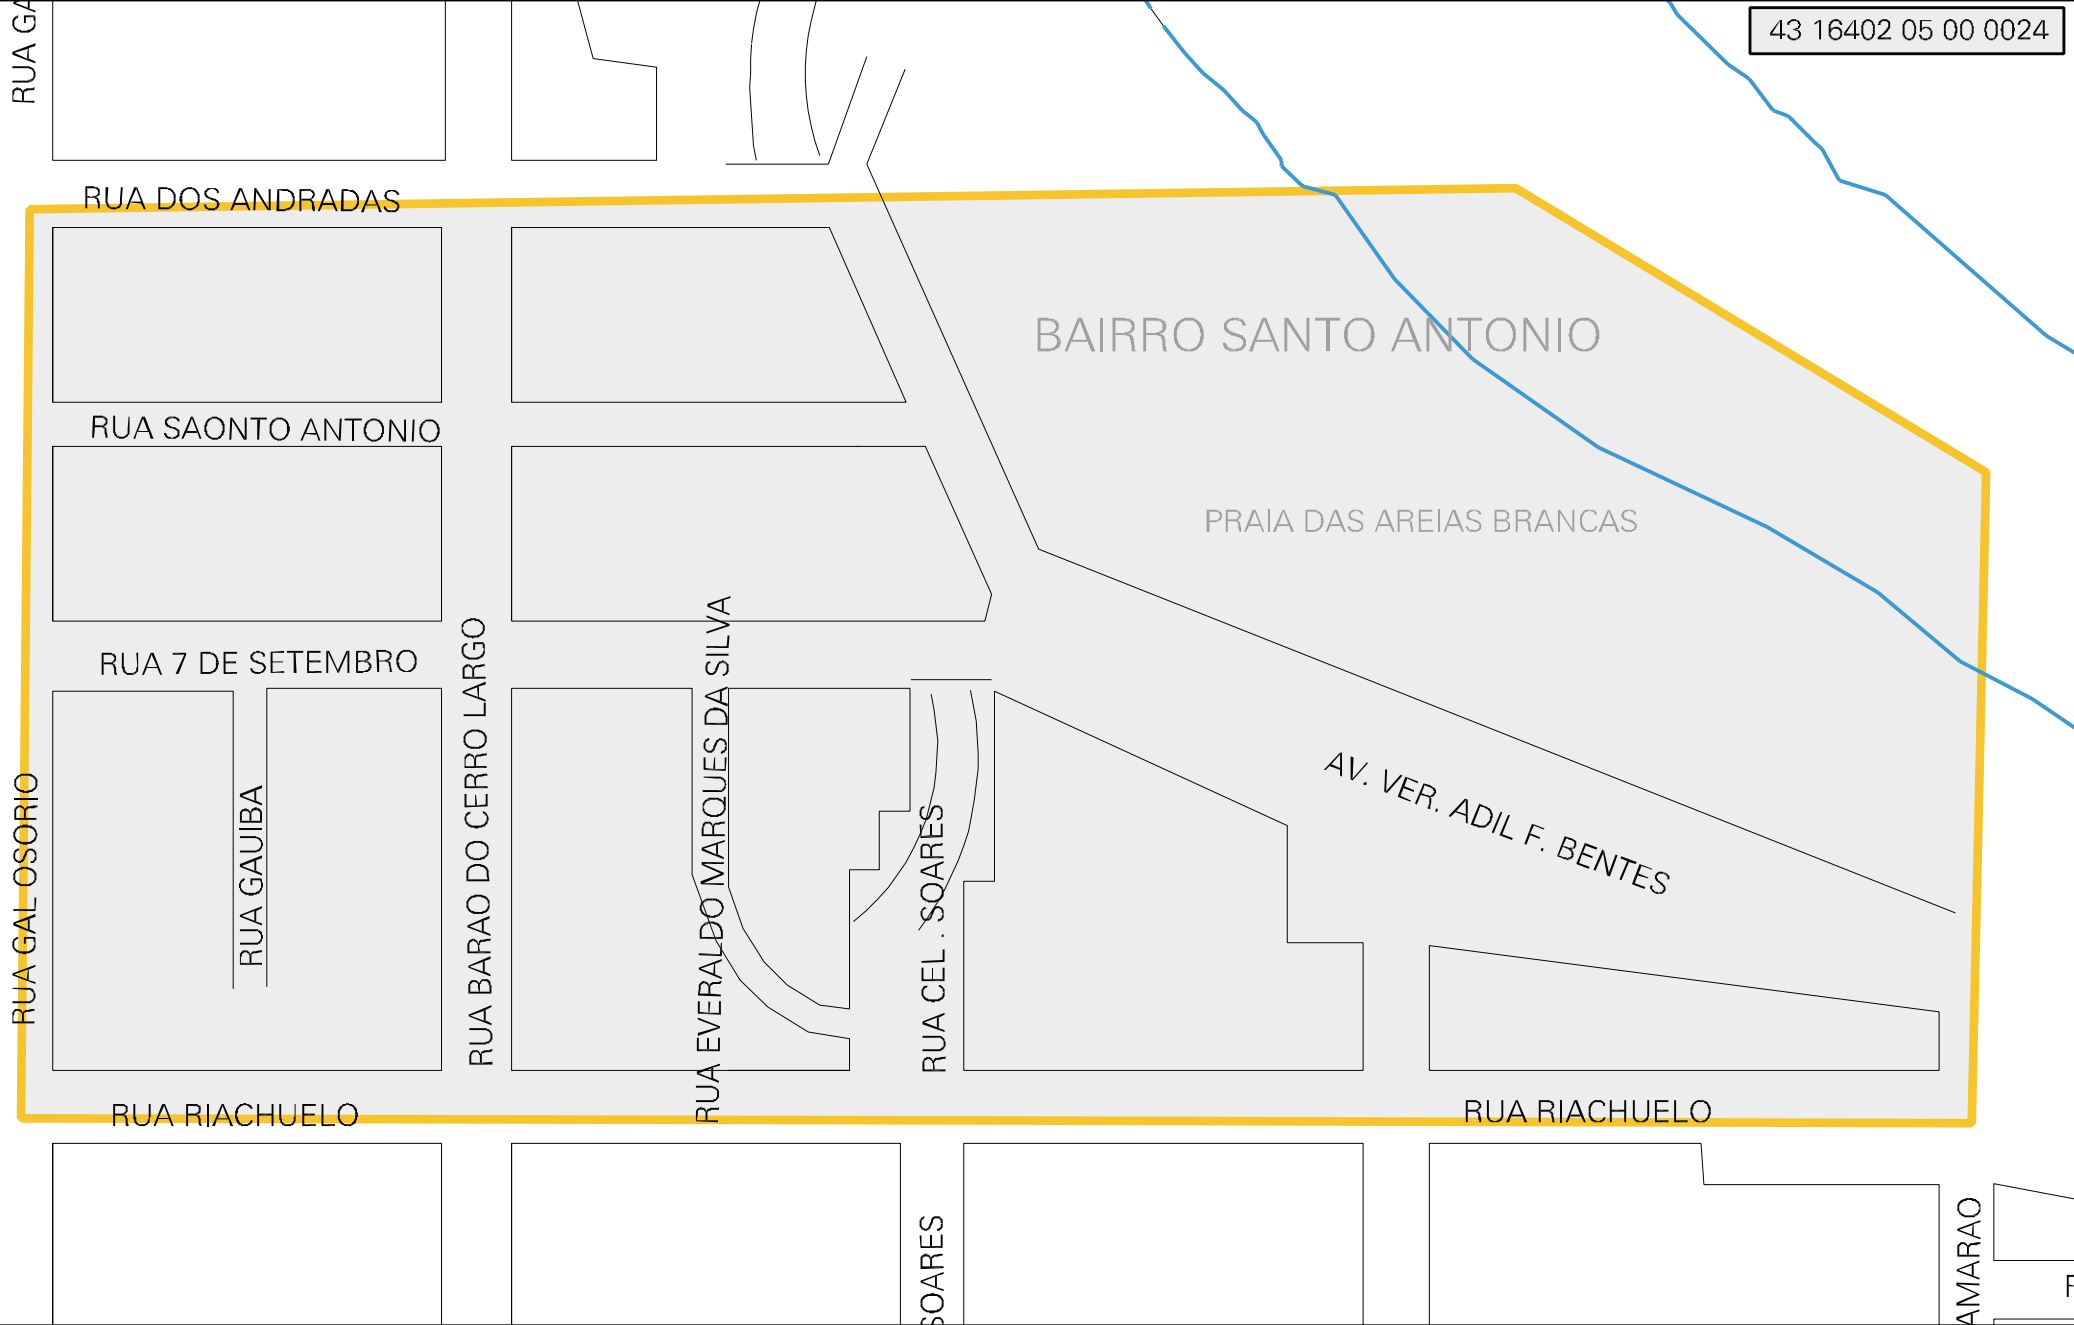 RUA GA
43 16402 05 00 0024
RUA DOS ANDRADAS
BAIRRO SANTO ANTONIO
RUA SAONTO ANTONIO
PRAIA DAS AREIAS BRANCAS
RUA 7 DE SETEMBRO
RUA GAL OSORIO
RUA GAUIBA
RUA BARAO DO CERRO LARGO
RUA EVERALDO MARQUES DA SILVA
RUA CEL . SOARES
AV. VER. ADIL F. BENTES
RUA RIACHUELO
RUA RIACHUELO
SOARES
AMARAO